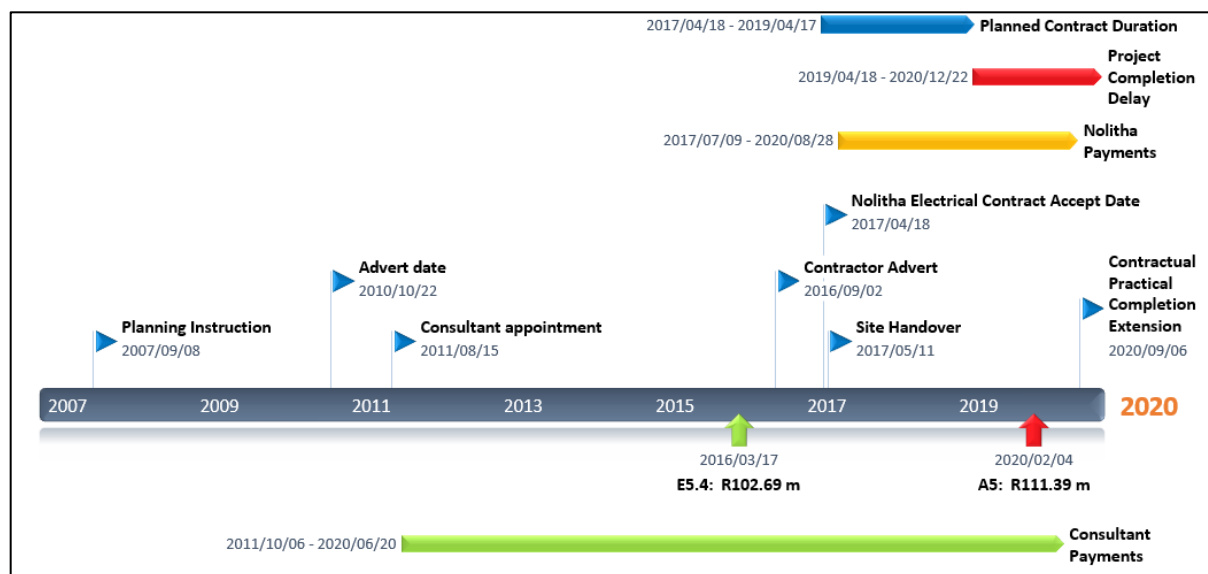 2017/04/18 - 2019/04/17
Planned Contract Duration
2019/04/18 - 2020/12/22
Project
Completion
Delay
2017/07/09 - 2020/08/28
Nolitha
Payments
Nolitha Electrical Contract Accept Date
2017/04/18
Advert date
2010/10/22
Contractor Advert
2016/09/02
Contractual
Practical
Completion
Extension
2020/09/06
Planning Instruction
2007/09/08
Consultant appointment
2011/08/15
Site Handover
2017/05/11
2007 2009 2011 2013 2015 2017 2019 2020
2016/03/17
E5.4: R102.69 m
2020/02/04
A5: R111.39 m
2011/10/06 - 2020/06/20
Consultant
Payments